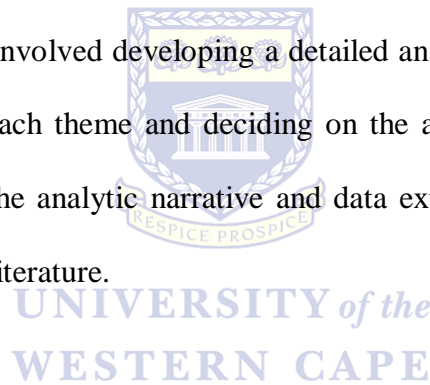 nvolved developing a detailed an
ach theme and deciding on the a
he analytic narrative and data ex
RESPICE PROSPICE
iterature.
UNIVERSITY of the
WESTERN CAPE